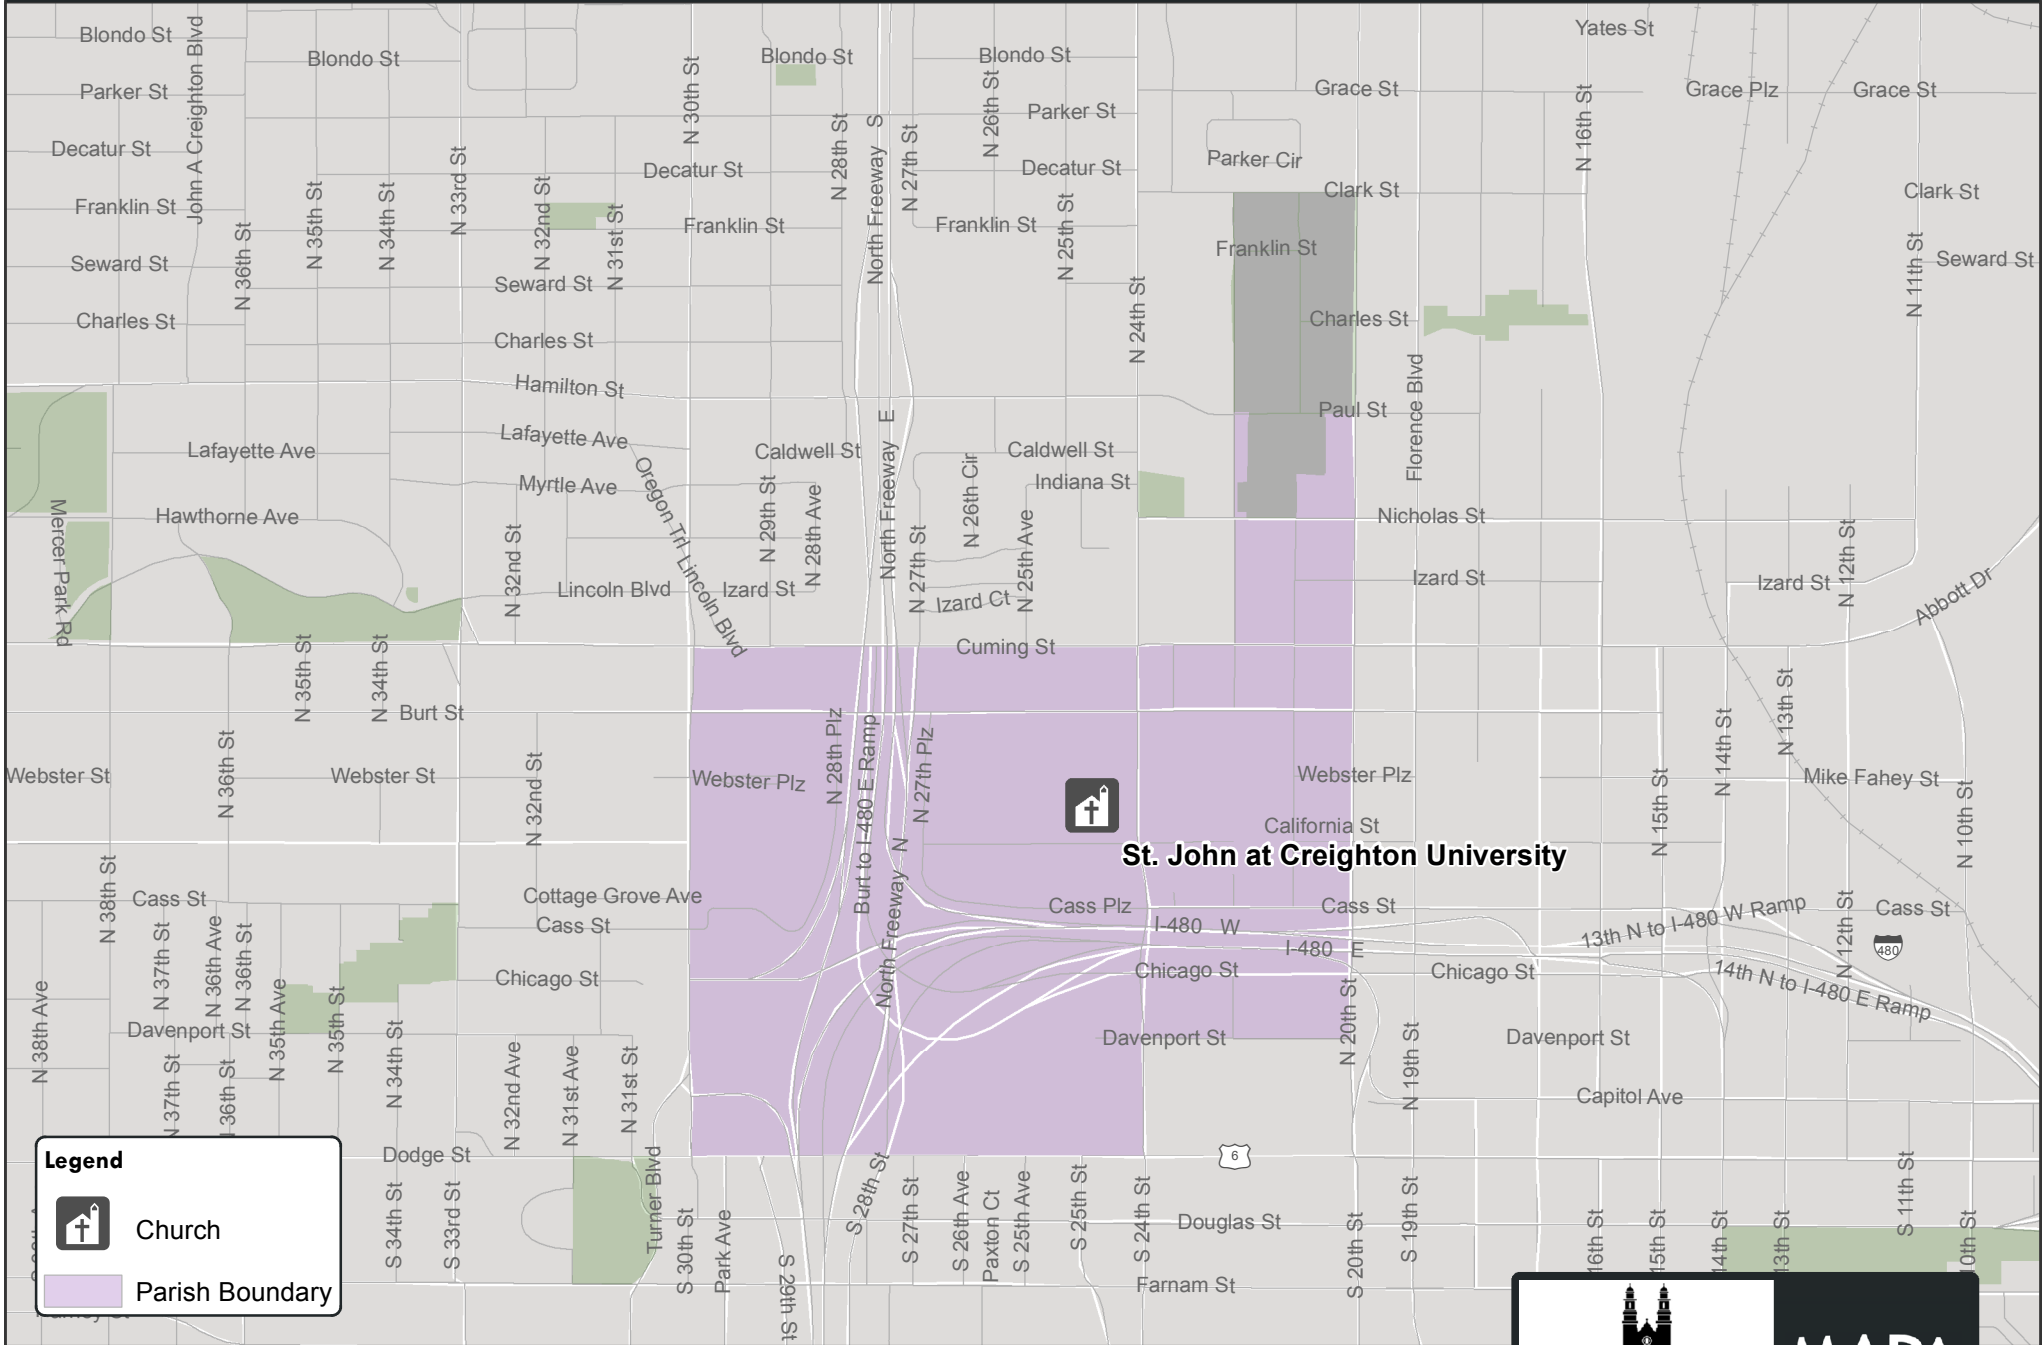 Blondo St
John A Creighton Blvd
Blondo St
N 30th St
Blondo St
Blondo St
Yates St
Parker St
N 26th St
Parker St
Grace St
N 16th St
Grace Plz
Grace St
Decatur St
N 33rd St
Decatur St
N 28th St
North Freeway S
N 27th St
Decatur St
Parker Cir
Clark St
Clark St
Franklin St
N 36th St
N 35th St
N 34th St
N 32nd St
N 31st St
Franklin St
Franklin St
N 25th St
Franklin St
N 11th St
Seward St
Seward St
Seward St
N 24th St
Charles St
Charles St
Charles St
Hamilton St
Paul St
Florence Blvd
Lafayette Ave
Lafayette Ave
Caldwell St
North Freeway E
Caldwell St
Myrtle Ave
Oregon Trl
Lincoln Blvd
N 29th St
N 28th Ave
N 26th Cir
Indiana St
Mercer Park Rd
Hawthorne Ave
N 32nd St
N 27th St
N 25th Ave
Nicholas St
N 12th St
Lincoln Blvd
Izard St
Izard Ct
Izard St
Izard St
Abbott Dr
Cuming St
N 35th St
N 34th St
Burt St
N 28th Plz
Burt to I-480 E Ramp
N 27th Plz
N 14th St
N 13th St
Webster St
N 36th St
Webster St
N 32nd St
Webster Plz
Webster Plz
N 15th St
Mike Fahey St
N 10th St
California St
St. John at Creighton University
N 38th St
Cass St
Cottage Grove Ave
North Freeway N
Cass Plz
Cass St
13th N to I-480 W Ramp
N 12th St
Cass St
N 37th St
N 36th Ave
N 36th St
Cass St
I-480 W
I-480 E
480
N 38th Ave
N 35th Ave
N 35th St
Chicago St
Chicago St
Chicago St
14th N to I-480 E Ramp
Davenport St
N 34th St
Davenport St
N 20th St
N 19th St
Davenport St
N 37th St
N 36th St
N 32nd Ave
N 31st Ave
N 31st St
Capitol Ave
Legend
Dodge St
6
Church
S 34th St
S 33rd St
Turner Blvd
S 30th St
Park Ave
S 29th St
S 28th St
S 27th St
S 26th Ave
Paxton Ct
S 25th Ave
S 25th St
S 24th St
Douglas St
S 20th St
S 19th St
16th St
15th St
14th St
13th St
S 11th St
10th St
Parish Boundary
Farnam St